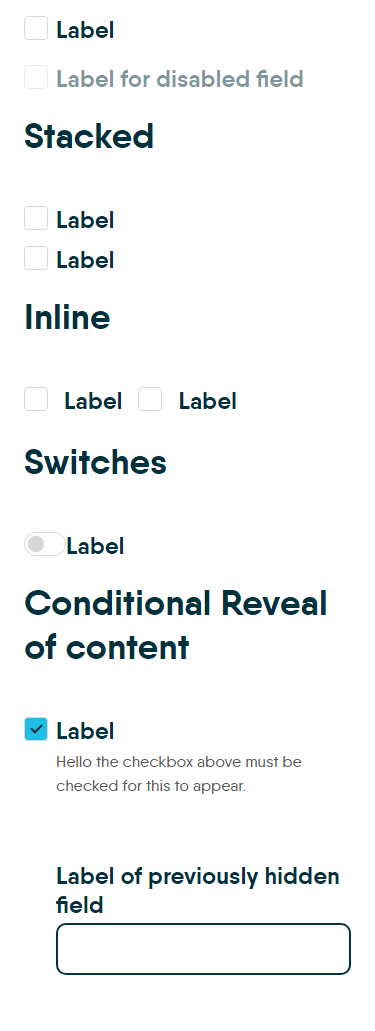 Label
Label for disabled field
Stacked
Label
Label
Inline
Label Label
Switches
Label
Conditional Reveal
of content
Label
Hello the checkbox above must be
checked for this to appear.
Label of previously hidden
field